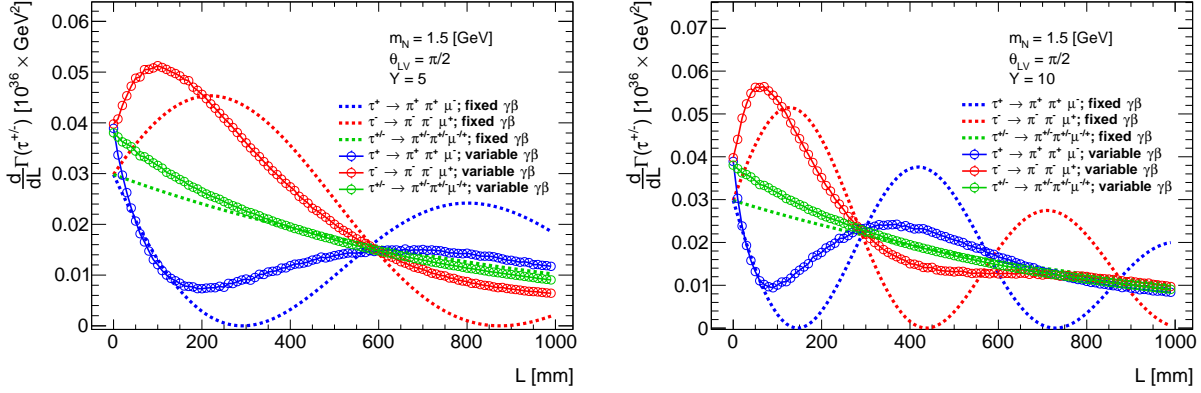 d/dL Γ(τ^{+/-}) [10^{36} × GeV^2]
0.06
0.05
0.04
0.03
0.02
0.01
0
m_N = 1.5 [GeV]
θ_{LV} = π/2
Y = 5
τ^+ → π^+ π^+ μ^-; fixed γβ
τ^- → π^- π^- μ^+; fixed γβ
τ^{+/-} → π^{+/-}π^{+/-}μ^{-/+}; fixed γβ
τ^+ → π^+ π^+ μ^-; variable γβ
τ^- → π^- π^- μ^+; variable γβ
τ^{+/-} → π^{+/-}π^{+/-}μ^{-/+}; variable γβ
0 200 400 600 800 1000
L [mm]
d/dL Γ(τ^{+/-}) [10^{36} × GeV^2]
0.07
0.06
0.05
0.04
0.03
0.02
0.01
0
m_N = 1.5 [GeV]
θ_{LV} = π/2
Y = 10
τ^+ → π^+ π^+ μ^-; fixed γβ
τ^- → π^- π^- μ^+; fixed γβ
τ^{+/-} → π^{+/-}π^{+/-}μ^{-/+}; fixed γβ
τ^+ → π^+ π^+ μ^-; variable γβ
τ^- → π^- π^- μ^+; variable γβ
τ^{+/-} → π^{+/-}π^{+/-}μ^{-/+}; variable γβ
0 200 400 600 800 1000
L [mm]